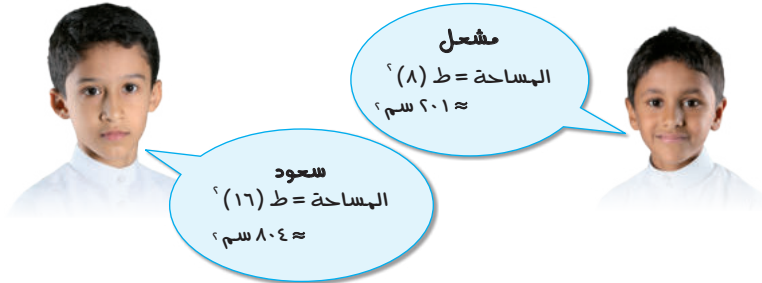 مشعل
المساحة = ط (٨)٢
≈ ٢٠١ سم٢
سعود
المساحة = ط (١٦)٢
≈ ٨٠٤ سم٢